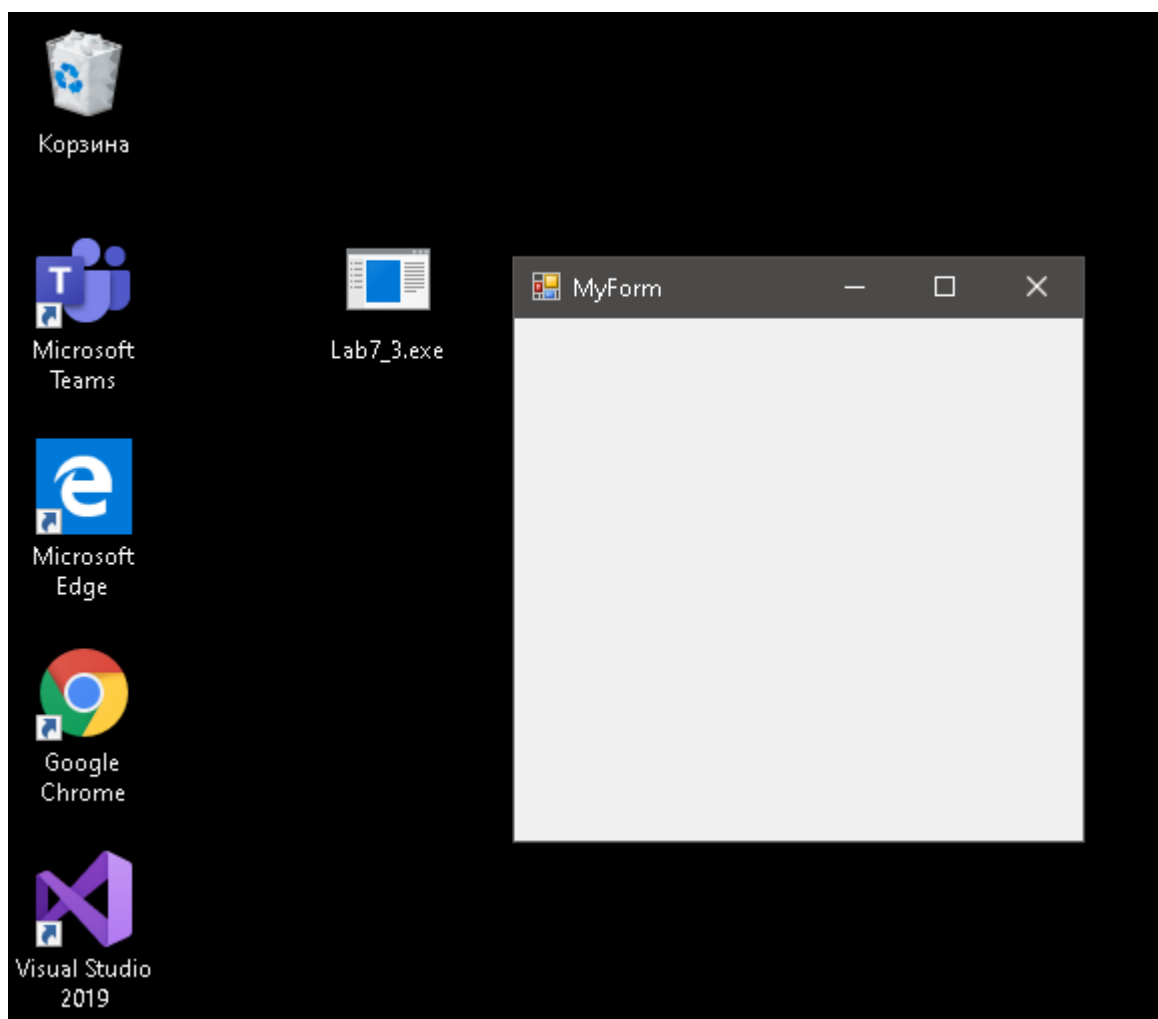 Корзина
Microsoft
Teams
Lab7_3.exe
MyForm
Microsoft
Edge
Google
Chrome
Visual Studio
2019